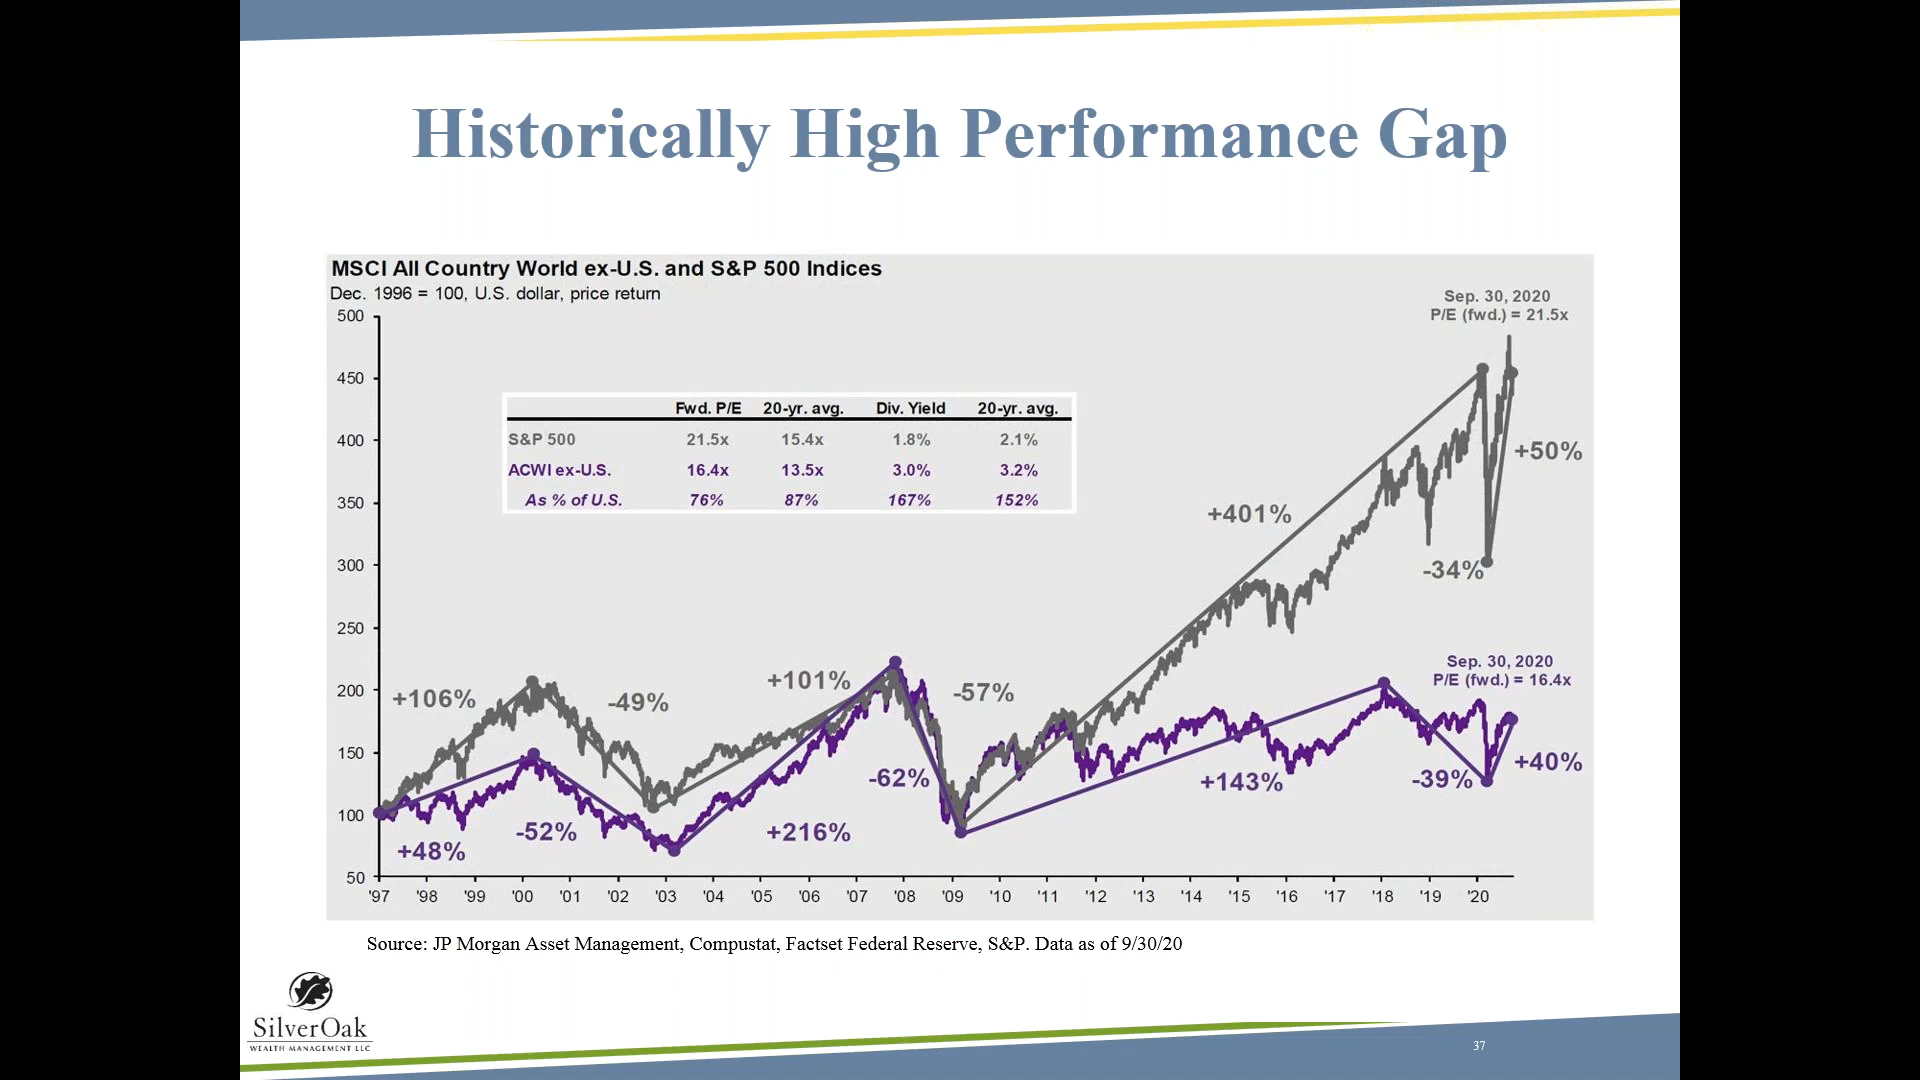 Historically High Performance Gap
MSCI All Country World ex-U.S. and S&P 500 Indices
Dec. 1996 = 100, U.S. dollar, price return
Sep. 30, 2020
P/E (fwd.) = 21.5x
500
450
400
350
300
250
200
150
100
50
Fwd. P/E 20-yr. avg. Div. Yield 20-yr. avg.
S&P 500 21.5x 15.4x 1.8% 2.1%
ACWI ex-U.S. 16.4x 13.5x 3.0% 3.2%
As % of U.S. 76% 87% 167% 152%
+50%
+401%
-34%
Sep. 30, 2020
P/E (fwd.) = 16.4x
+106%
-49%
+101%
-57%
-62%
+143%
-39%
+40%
+48%
-52%
+216%
'97 '98 '99 '00 '01 '02 '03 '04 '05 '06 '07 '08 '09 '10 '11 '12 '13 '14 '15 '16 '17 '18 '19 '20
Source: JP Morgan Asset Management, Compustat, Factset Federal Reserve, S&P. Data as of 9/30/20
SilverOak
WEALTH MANAGEMENT LLC
37